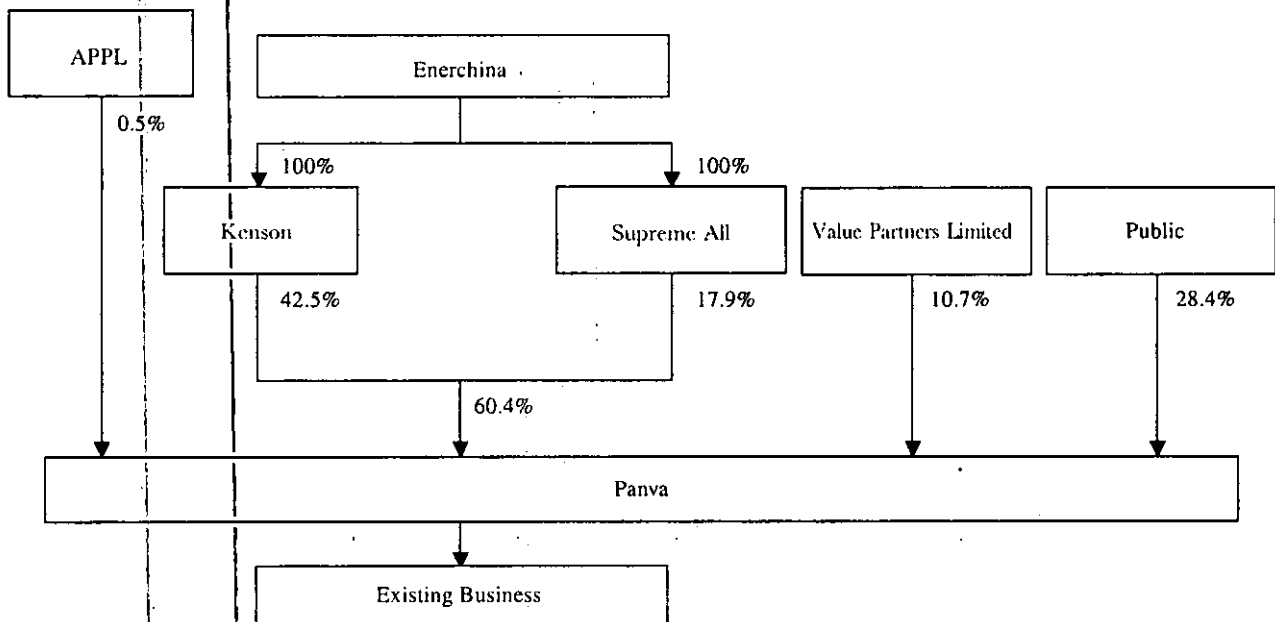 APPL
Enerchina
0.5%
100%
100%
Kenson
Supreme All
Value Partners Limited
Public
42.5%
17.9%
10.7%
28.4%
60.4%
Panva
Existing Business